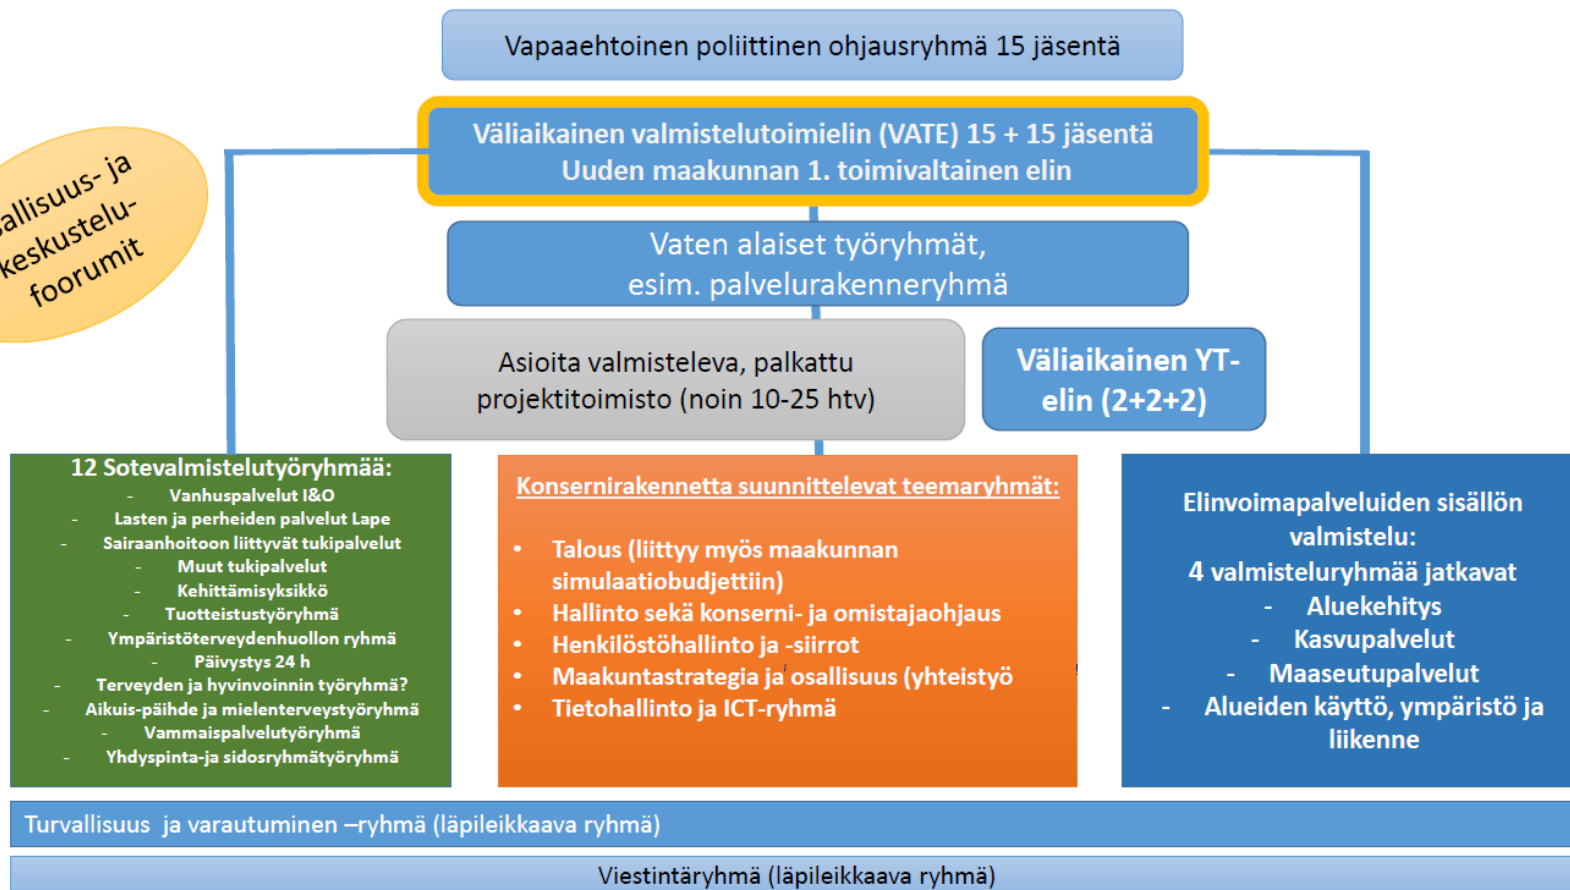 Vapaaehtoinen poliittinen ohjausryhmä 15 jäsentä
Väliaikainen valmistelutoimielin (VATE) 15 + 15 jäsentä
Uuden maakunnan 1. toimivaltainen elin
sallisuus- ja
keskustelu-
foorumit
Vaten alaiset työryhmät,
esim. palvelurakenneryhmä
Asioita valmisteleva, palkattu
projektitoimisto (noin 10-25 htv)
Väliaikainen YT-
elin (2+2+2)
12 Sotevalmistelutyöryhmää:
- Vanhuspalvelut I&O
- Lasten ja perheiden palvelut Lape
- Sairaanhoitoon liittyvät tukipalvelut
- Muut tukipalvelut
- Kehittämisyksikkö
- Tuotteistustyöryhmä
- Ympäristöterveydenhuollon ryhmä
- Päivystys 24 h
- Terveyden ja hyvinvoinnin työryhmä?
- Aikuis-päihde ja mielenterveystyöryhmä
- Vammaispalvelutyöryhmä
- Yhdyspinta-ja sidosryhmätyöryhmä
Konsernirakennetta suunnittelevat teemaryhmät:
• Talous (liittyy myös maakunnan
simulaatiobudjettiin)
• Hallinto sekä konserni- ja omistajaohjaus
• Henkilöstöhallinto ja -siirrot
• Maakuntastrategia ja osallisuus (yhteistyö
• Tietohallinto ja ICT-ryhmä
Elinvoimapalveluiden sisällön
valmistelu:
4 valmisteluryhmää jatkavat
- Aluekehitys
- Kasvupalvelut
- Maaseutupalvelut
- Alueiden käyttö, ympäristö ja
liikenne
Turvallisuus ja varautuminen –ryhmä (läpileikkaava ryhmä)
Viestintäryhmä (läpileikkaava ryhmä)